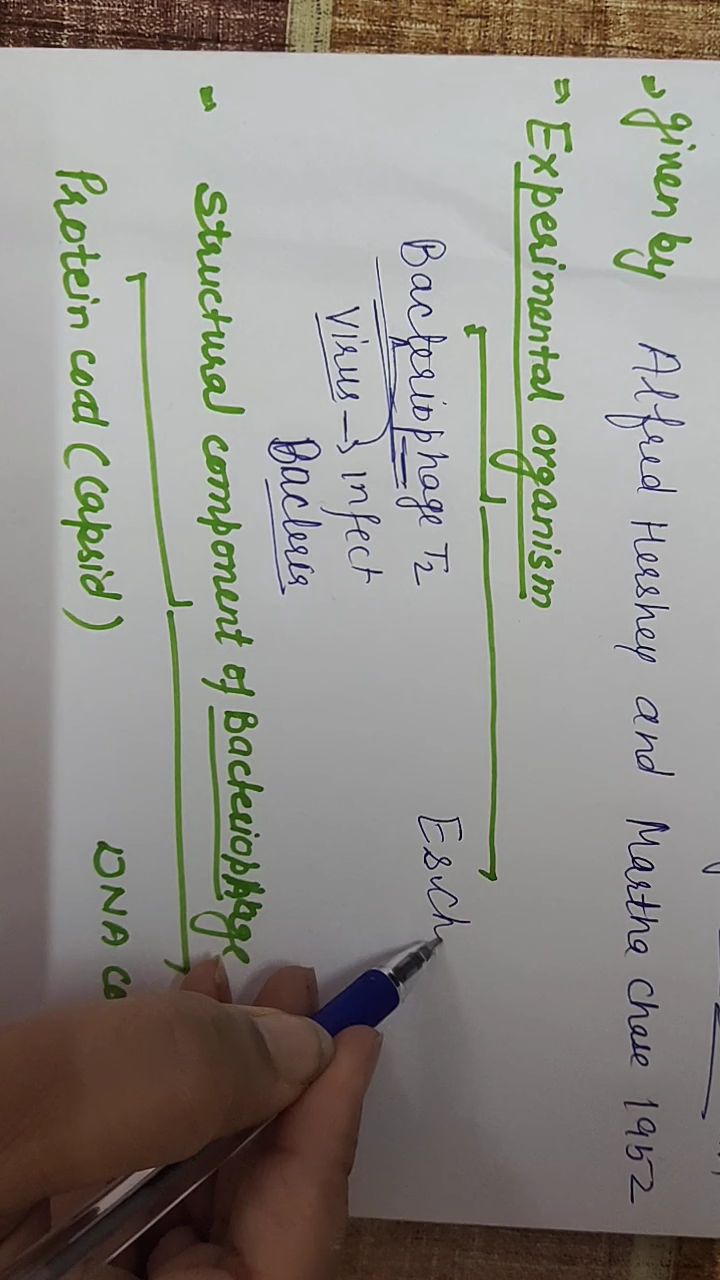 → given by Alfred Hershey and Martha chase 1952
⇒ Experimental organism
Bacteriophage T2 Esch
Virus → infect
Bacteria
Structural component of Bacteriophage
Protein coat (capsid) DNA